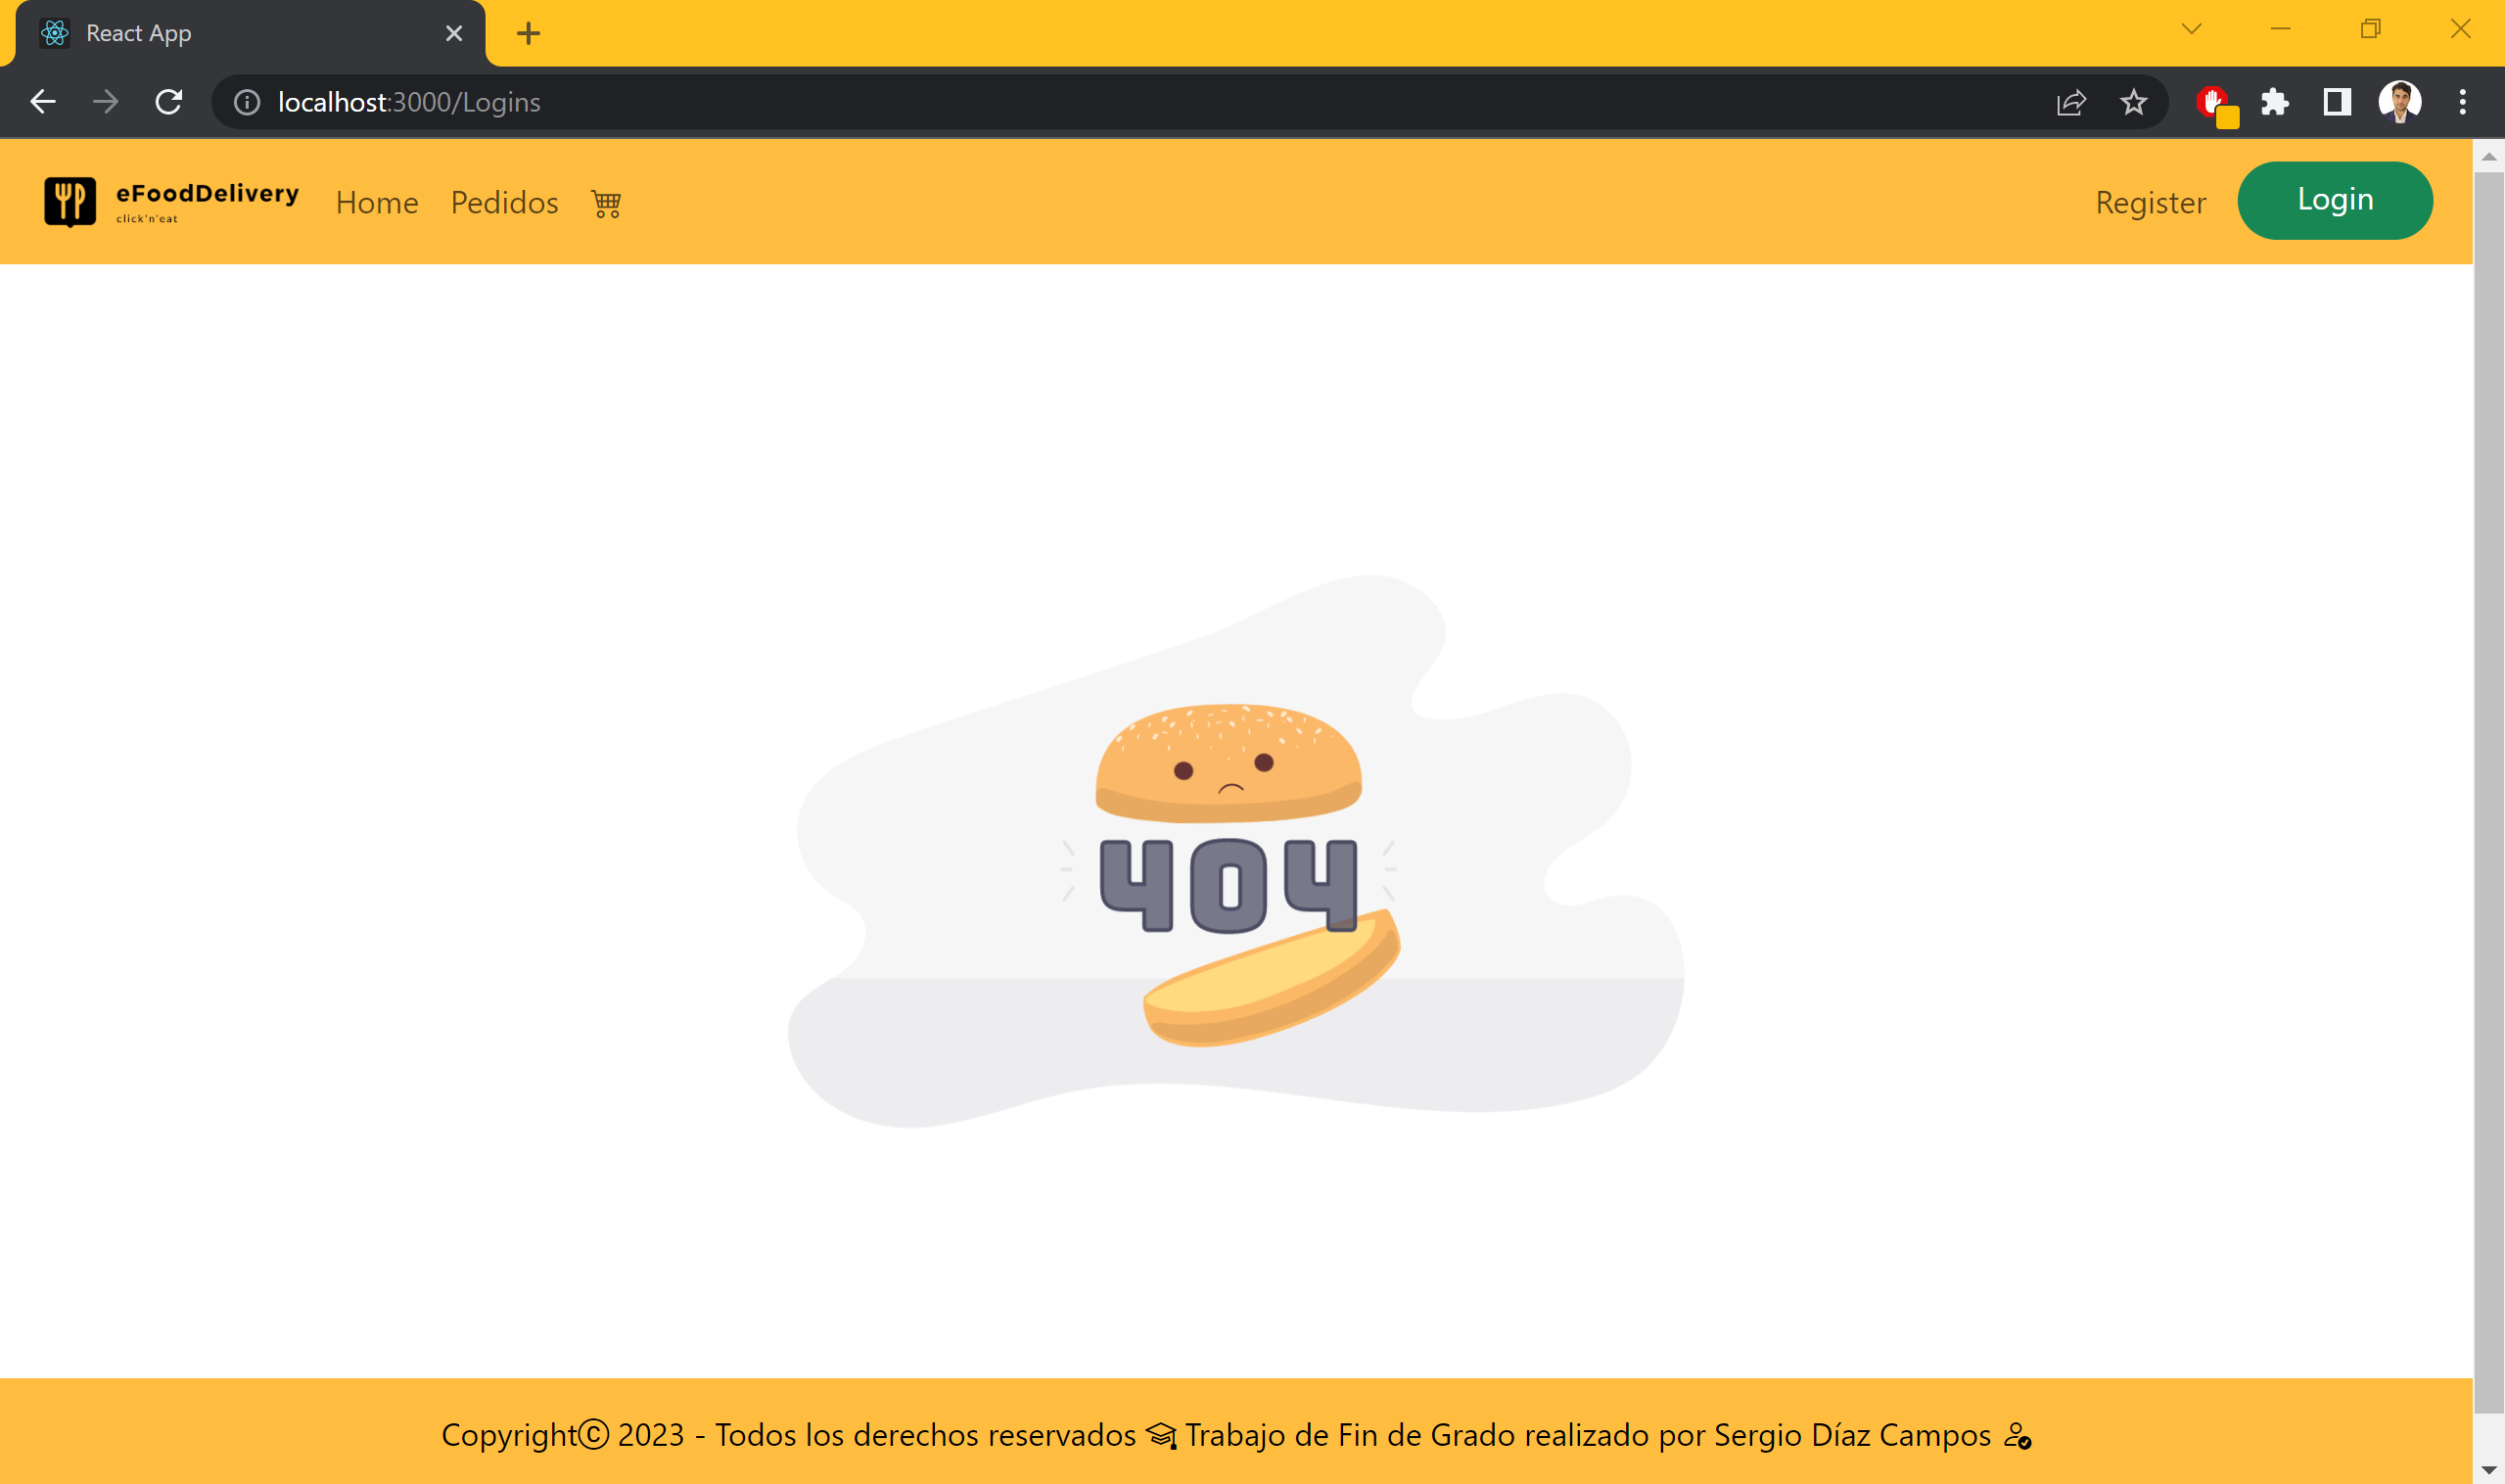 React App
localhost:3000/Logins
eFoodDelivery
click'n'eat
Home Pedidos
Register Login
404
Copyright© 2023 - Todos los derechos reservados Trabajo de Fin de Grado realizado por Sergio Díaz Campos